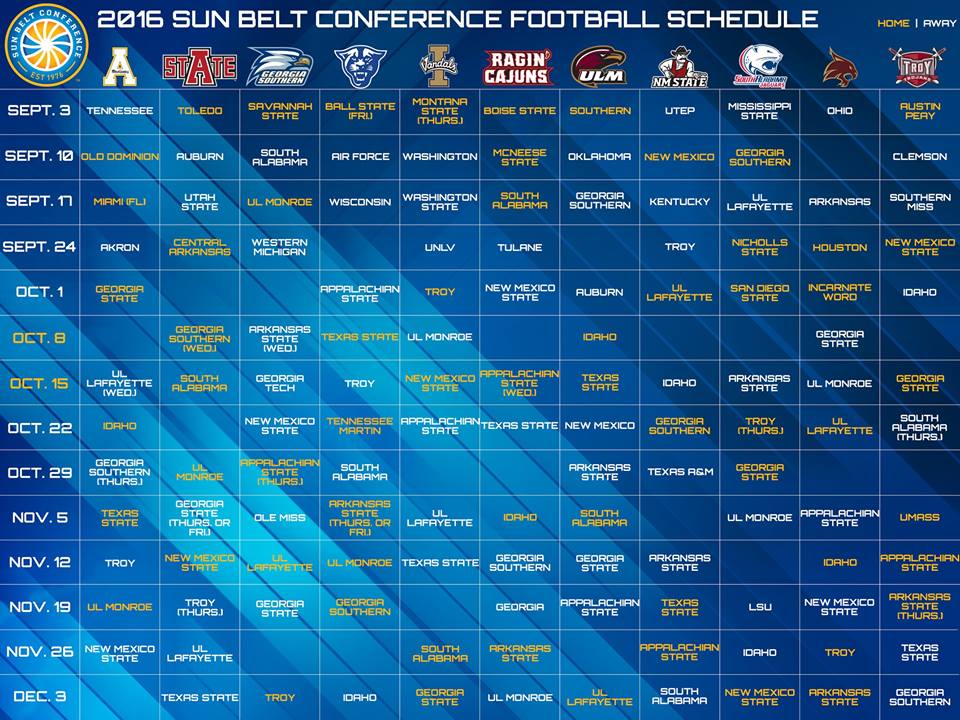 2016 SUN BELT CONFERENCE FOOTBALL SCHEDULE
HOME | AWAY
SUN BELT CONFERENCE
EST 1976
A
STATE
GEORGIA
SOUTHERN
I
Vandals
RAGIN'
CAJUNS
ULM
NM STATE
SOUTH ALABAMA
JAGUARS
TROY
TROJANS
SEPT. 3
TENNESSEE
TOLEDO
SAVANNAH
STATE
BALL STATE
(FRI.)
MONTANA
STATE
(THURS.)
BOISE STATE
SOUTHERN
UTEP
MISSISSIPPI
STATE
OHIO
AUSTIN
PEAY
SEPT. 10
OLD DOMINION
AUBURN
SOUTH
ALABAMA
AIR FORCE
WASHINGTON
MCNEESE
STATE
OKLAHOMA
NEW MEXICO
GEORGIA
SOUTHERN
CLEMSON
SEPT. 17
MIAMI (FL)
UTAH
STATE
UL MONROE
WISCONSIN
WASHINGTON
STATE
SOUTH
ALABAMA
GEORGIA
SOUTHERN
KENTUCKY
UL
LAFAYETTE
ARKANSAS
SOUTHERN
MISS
SEPT. 24
AKRON
CENTRAL
ARKANSAS
WESTERN
MICHIGAN
UNLV
TULANE
TROY
NICHOLLS
STATE
HOUSTON
NEW MEXICO
STATE
OCT. 1
GEORGIA
STATE
APPALACHIAN
STATE
TROY
NEW MEXICO
STATE
AUBURN
UL
LAFAYETTE
SAN DIEGO
STATE
INCARNATE
WORD
IDAHO
OCT. 8
GEORGIA
SOUTHERN
(WED.)
ARKANSAS
STATE
(WED.)
TEXAS STATE
UL MONROE
IDAHO
GEORGIA
STATE
OCT. 15
UL
LAFAYETTE
(WED.)
SOUTH
ALABAMA
GEORGIA
TECH
TROY
NEW MEXICO
STATE
APPALACHIAN
STATE
(WED.)
TEXAS
STATE
IDAHO
ARKANSAS
STATE
UL MONROE
GEORGIA
STATE
OCT. 22
IDAHO
NEW MEXICO
STATE
TENNESSEE
MARTIN
APPALACHIAN
STATE
TEXAS STATE
NEW MEXICO
GEORGIA
SOUTHERN
TROY
(THURS.)
UL
LAFAYETTE
SOUTH
ALABAMA
(THURS.)
OCT. 29
GEORGIA
SOUTHERN
(THURS.)
UL
MONROE
APPALACHIAN
STATE
(THURS.)
SOUTH
ALABAMA
ARKANSAS
STATE
TEXAS A&M
GEORGIA
STATE
NOV. 5
TEXAS
STATE
GEORGIA
STATE
(THURS. OR
FRI.)
OLE MISS
ARKANSAS
STATE
(THURS. OR
FRI.)
UL
LAFAYETTE
IDAHO
SOUTH
ALABAMA
UL MONROE
APPALACHIAN
STATE
UMASS
NOV. 12
TROY
NEW MEXICO
STATE
UL
LAFAYETTE
UL MONROE
TEXAS STATE
GEORGIA
SOUTHERN
GEORGIA
STATE
ARKANSAS
STATE
IDAHO
APPALACHIAN
STATE
NOV. 19
UL MONROE
TROY
(THURS.)
GEORGIA
STATE
GEORGIA
SOUTHERN
GEORGIA
APPALACHIAN
STATE
TEXAS
STATE
LSU
NEW MEXICO
STATE
ARKANSAS
STATE
(THURS.)
NOV. 26
NEW MEXICO
STATE
UL
LAFAYETTE
SOUTH
ALABAMA
ARKANSAS
STATE
APPALACHIAN
STATE
IDAHO
TROY
TEXAS
STATE
DEC. 3
TEXAS STATE
TROY
IDAHO
GEORGIA
STATE
UL MONROE
UL
LAFAYETTE
SOUTH
ALABAMA
NEW MEXICO
STATE
ARKANSAS
STATE
GEORGIA
SOUTHERN